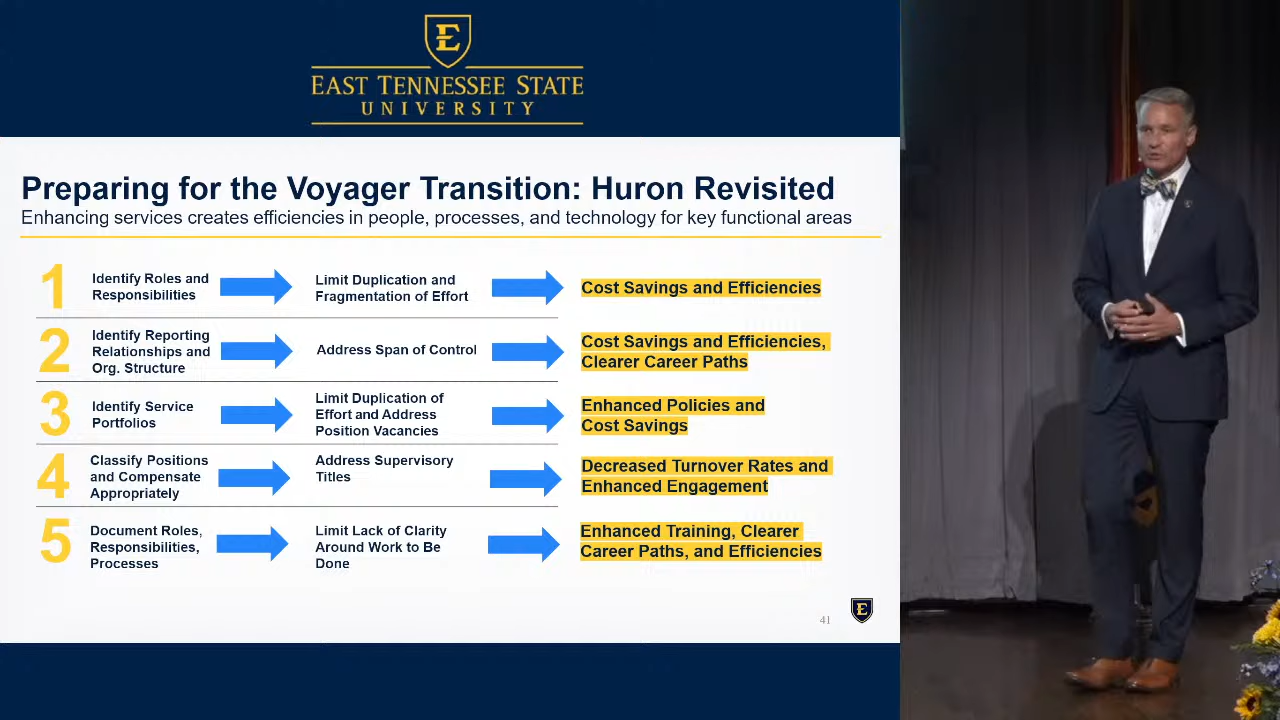 E
EAST TENNESSEE STATE
UNIVERSITY
Preparing for the Voyager Transition: Huron Revisited
Enhancing services creates efficiencies in people, processes, and technology for key functional areas
1
Identify Roles and
Responsibilities
Limit Duplication and
Fragmentation of Effort
Cost Savings and Efficiencies
2
Identify Reporting
Relationships and
Org. Structure
Address Span of Control
Cost Savings and Efficiencies,
Clearer Career Paths
3
Identify Service
Portfolios
Limit Duplication of
Effort and Address
Position Vacancies
Enhanced Policies and
Cost Savings
4
Classify Positions
and Compensate
Appropriately
Address Supervisory
Titles
Decreased Turnover Rates and
Enhanced Engagement
5
Document Roles,
Responsibilities,
Processes
Limit Lack of Clarity
Around Work to Be
Done
Enhanced Training, Clearer
Career Paths, and Efficiencies
41
E